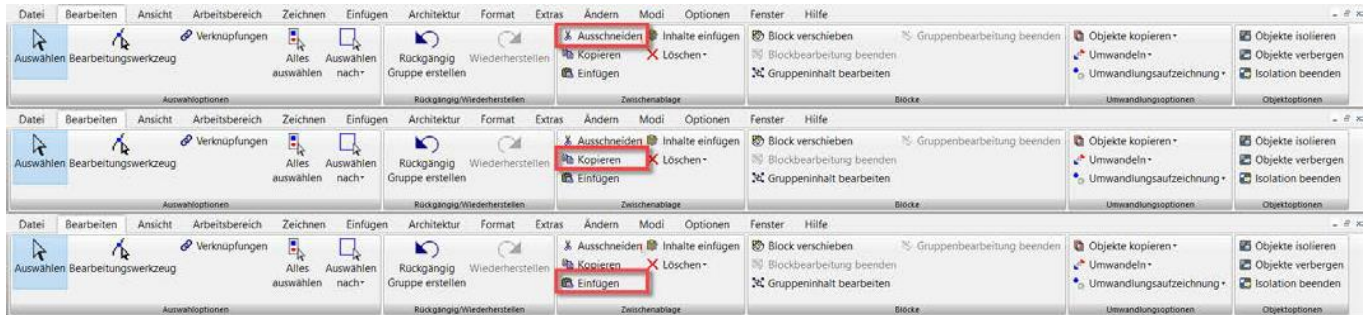 Datei Bearbeiten Ansicht Arbeitsbereich Zeichnen Einfügen Architektur Format Extras Ändern Modi Optionen Fenster Hilfe
Auswählen Bearbeitungswerkzeug Verknüpfungen Alles auswählen Auswählen nach Rückgängig Gruppe erstellen Wiederherstellen Ausschneiden Inhalte einfügen Block verschieben Gruppenbearbeitung beenden Objekte kopieren Objekte isolieren
Kopieren Löschen Blockbearbeitung beenden Umwandeln Objekte verbergen
Einfügen Gruppeninhalt bearbeiten Umwandlungsaufzeichnung Isolation beenden
Auswahloptionen Rückgängig/Wiederherstellen Zwischenablage Blöcke Umwandlungsoptionen Objektoptionen
Datei Bearbeiten Ansicht Arbeitsbereich Zeichnen Einfügen Architektur Format Extras Ändern Modi Optionen Fenster Hilfe
Auswählen Bearbeitungswerkzeug Verknüpfungen Alles auswählen Auswählen nach Rückgängig Gruppe erstellen Wiederherstellen Ausschneiden Inhalte einfügen Block verschieben Gruppenbearbeitung beenden Objekte kopieren Objekte isolieren
Kopieren Löschen Blockbearbeitung beenden Umwandeln Objekte verbergen
Einfügen Gruppeninhalt bearbeiten Umwandlungsaufzeichnung Isolation beenden
Auswahloptionen Rückgängig/Wiederherstellen Zwischenablage Blöcke Umwandlungsoptionen Objektoptionen
Datei Bearbeiten Ansicht Arbeitsbereich Zeichnen Einfügen Architektur Format Extras Ändern Modi Optionen Fenster Hilfe
Auswählen Bearbeitungswerkzeug Verknüpfungen Alles auswählen Auswählen nach Rückgängig Gruppe erstellen Wiederherstellen Ausschneiden Inhalte einfügen Block verschieben Gruppenbearbeitung beenden Objekte kopieren Objekte isolieren
Kopieren Löschen Blockbearbeitung beenden Umwandeln Objekte verbergen
Einfügen Gruppeninhalt bearbeiten Umwandlungsaufzeichnung Isolation beenden
Auswahloptionen Rückgängig/Wiederherstellen Zwischenablage Blöcke Umwandlungsoptionen Objektoptionen